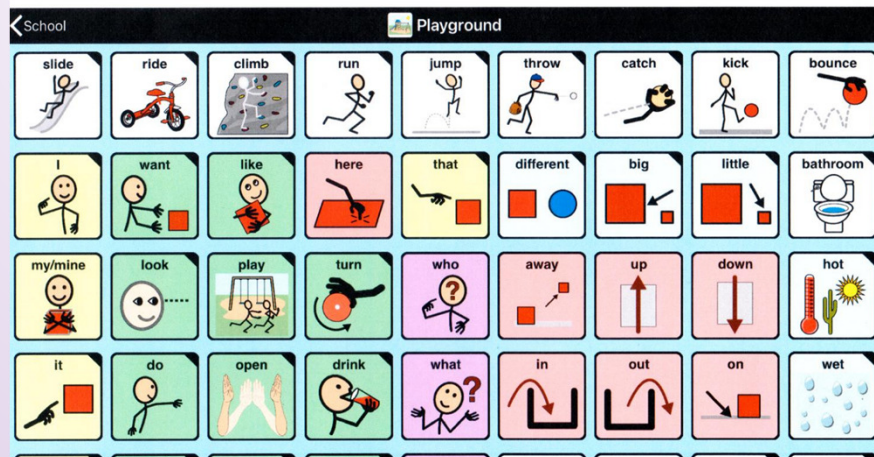 School Playground
slide ride climb run jump throw catch kick bounce
I want like here that different big little bathroom
my/mine look play turn who away up down hot
it do open drink what in out on wet